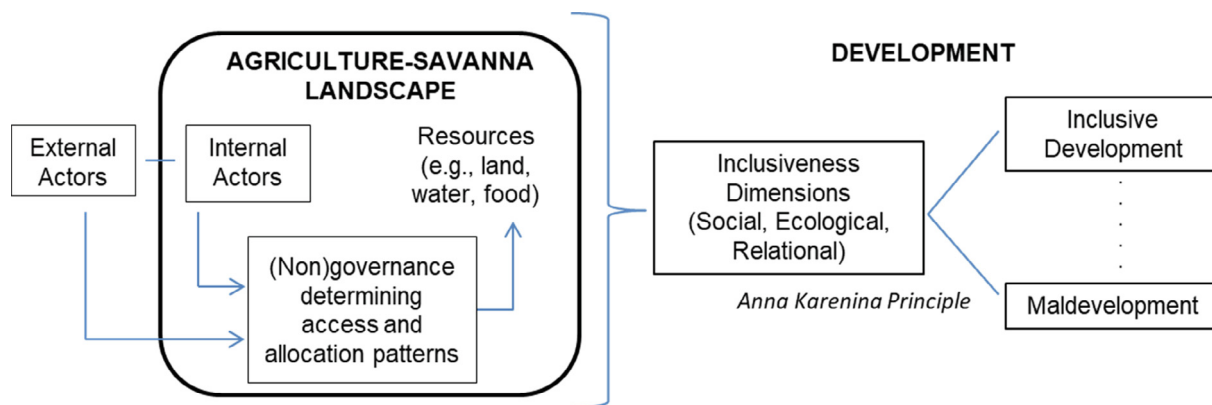 AGRICULTURE-SAVANNA
LANDSCAPE
External
Actors
Internal
Actors
Resources
(e.g., land,
water, food)
(Non)governance
determining
access and
allocation patterns
DEVELOPMENT
Inclusiveness
Dimensions
(Social, Ecological,
Relational)
Anna Karenina Principle
Inclusive
Development
Maldevelopment